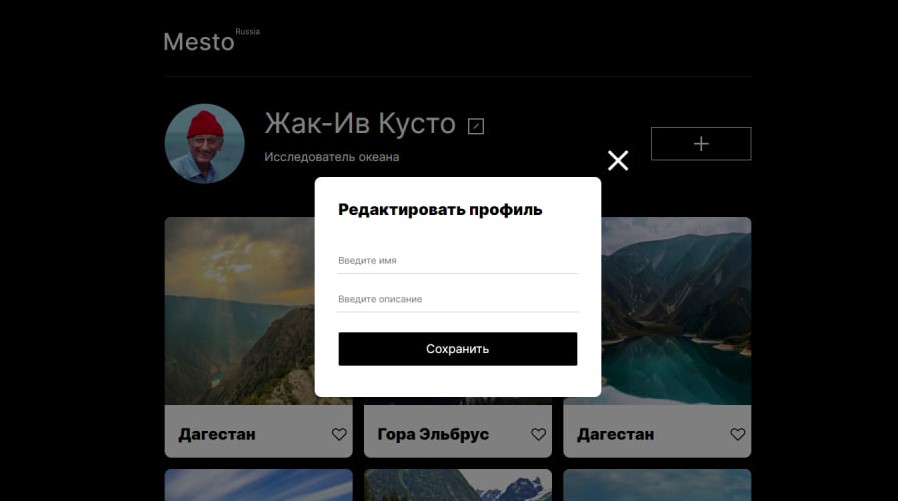 Mesto Russia
Жак-Ив Кусто
Исследователь океана
Редактировать профиль
Введите имя
Введите описание
Сохранить
Дагестан
Гора Эльбрус
Дагестан